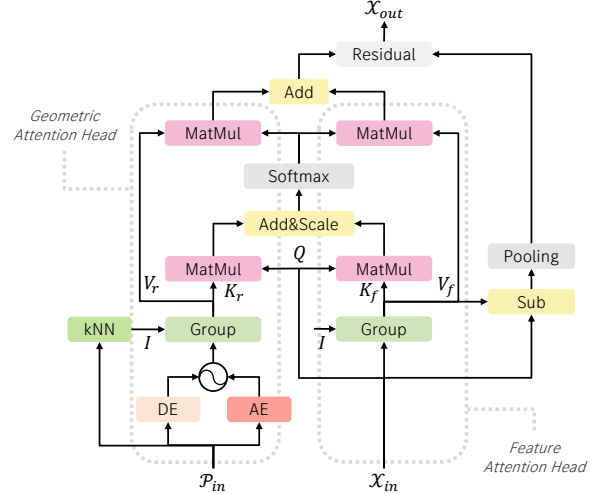 𝒳out
Residual
Add
Geometric
Attention Head
MatMul
MatMul
Softmax
Add&Scale
Q
MatMul
MatMul
Pooling
Vr
Kr
Kf
Vf
Sub
kNN
I
Group
I
Group
DE
AE
Feature
Attention Head
𝒫in
𝒳in